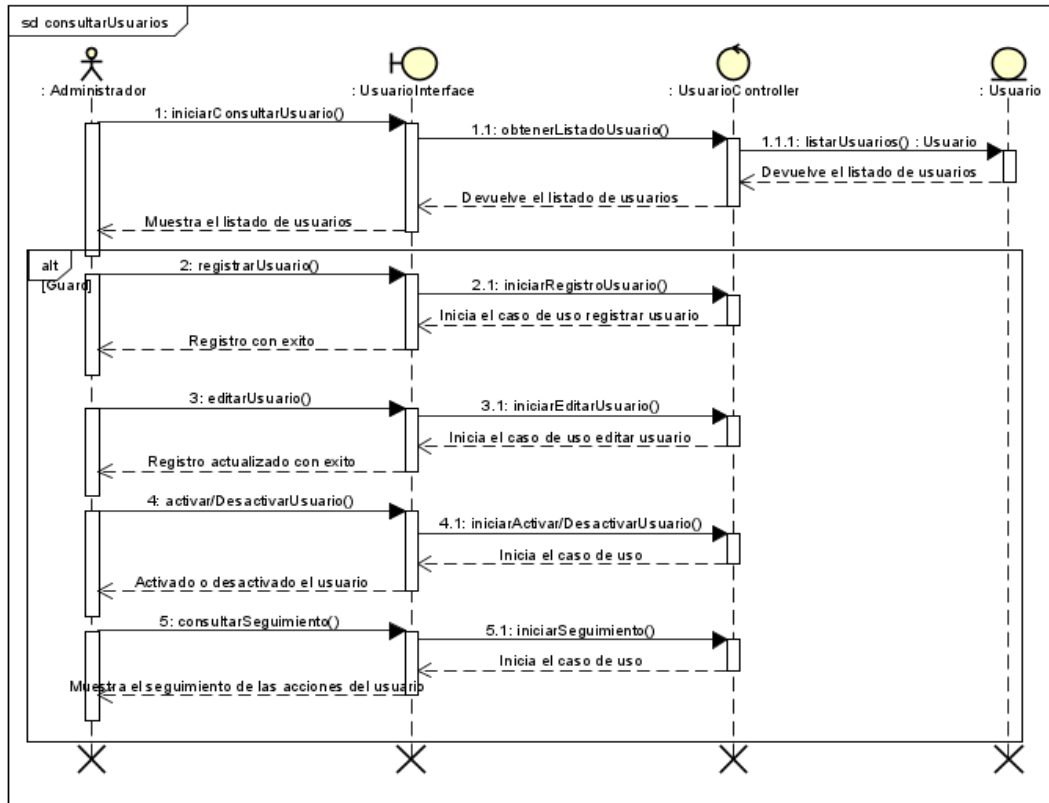 sd consultarUsuarios
: Administrador
: UsuarioInterface
: UsuarioController
: Usuario
1: iniciarConsultarUsuario()
1.1: obtenerListadoUsuario()
1.1.1: listarUsuarios() : Usuario
Devuelve el listado de usuarios
Devuelve el listado de usuarios
Muestra el listado de usuarios
alt
[Guard]
2: registrarUsuario()
2.1: iniciarRegistroUsuario()
Inicia el caso de uso registrar usuario
Registro con exito
3: editarUsuario()
3.1: iniciarEditarUsuario()
Inicia el caso de uso editar usuario
Registro actualizado con exito
4: activar/DesactivarUsuario()
4.1: iniciarActivar/DesactivarUsuario()
Inicia el caso de uso
Activado o desactivado el usuario
5: consultarSeguimiento()
5.1: iniciarSeguimiento()
Inicia el caso de uso
Muestra el seguimiento de las acciones del usuario